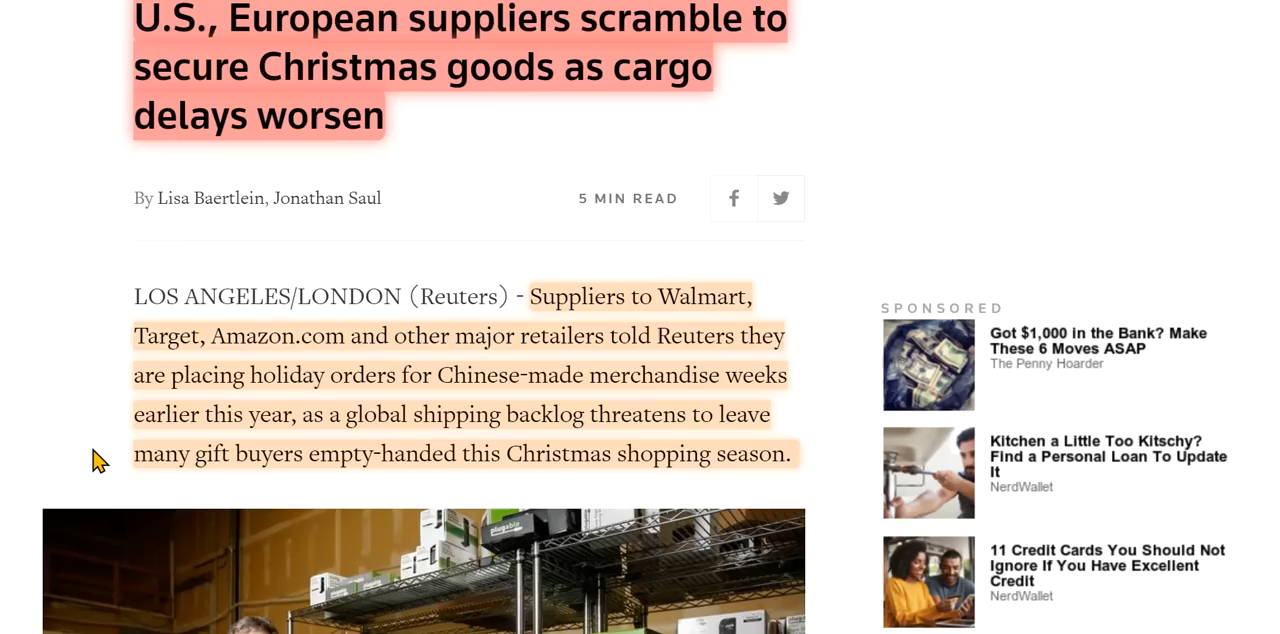 U.S., European suppliers scramble to
secure Christmas goods as cargo
delays worsen
By Lisa Baertlein, Jonathan Saul
5 MIN READ
LOS ANGELES/LONDON (Reuters) - Suppliers to Walmart,
Target, Amazon.com and other major retailers told Reuters they
are placing holiday orders for Chinese-made merchandise weeks
earlier this year, as a global shipping backlog threatens to leave
many gift buyers empty-handed this Christmas shopping season.
plugable
SPONSORED
Got $1,000 in the Bank? Make
These 6 Moves ASAP
The Penny Hoarder
Kitchen a Little Too Kitschy?
Find a Personal Loan To Update
It
NerdWallet
11 Credit Cards You Should Not
Ignore If You Have Excellent
Credit
NerdWallet